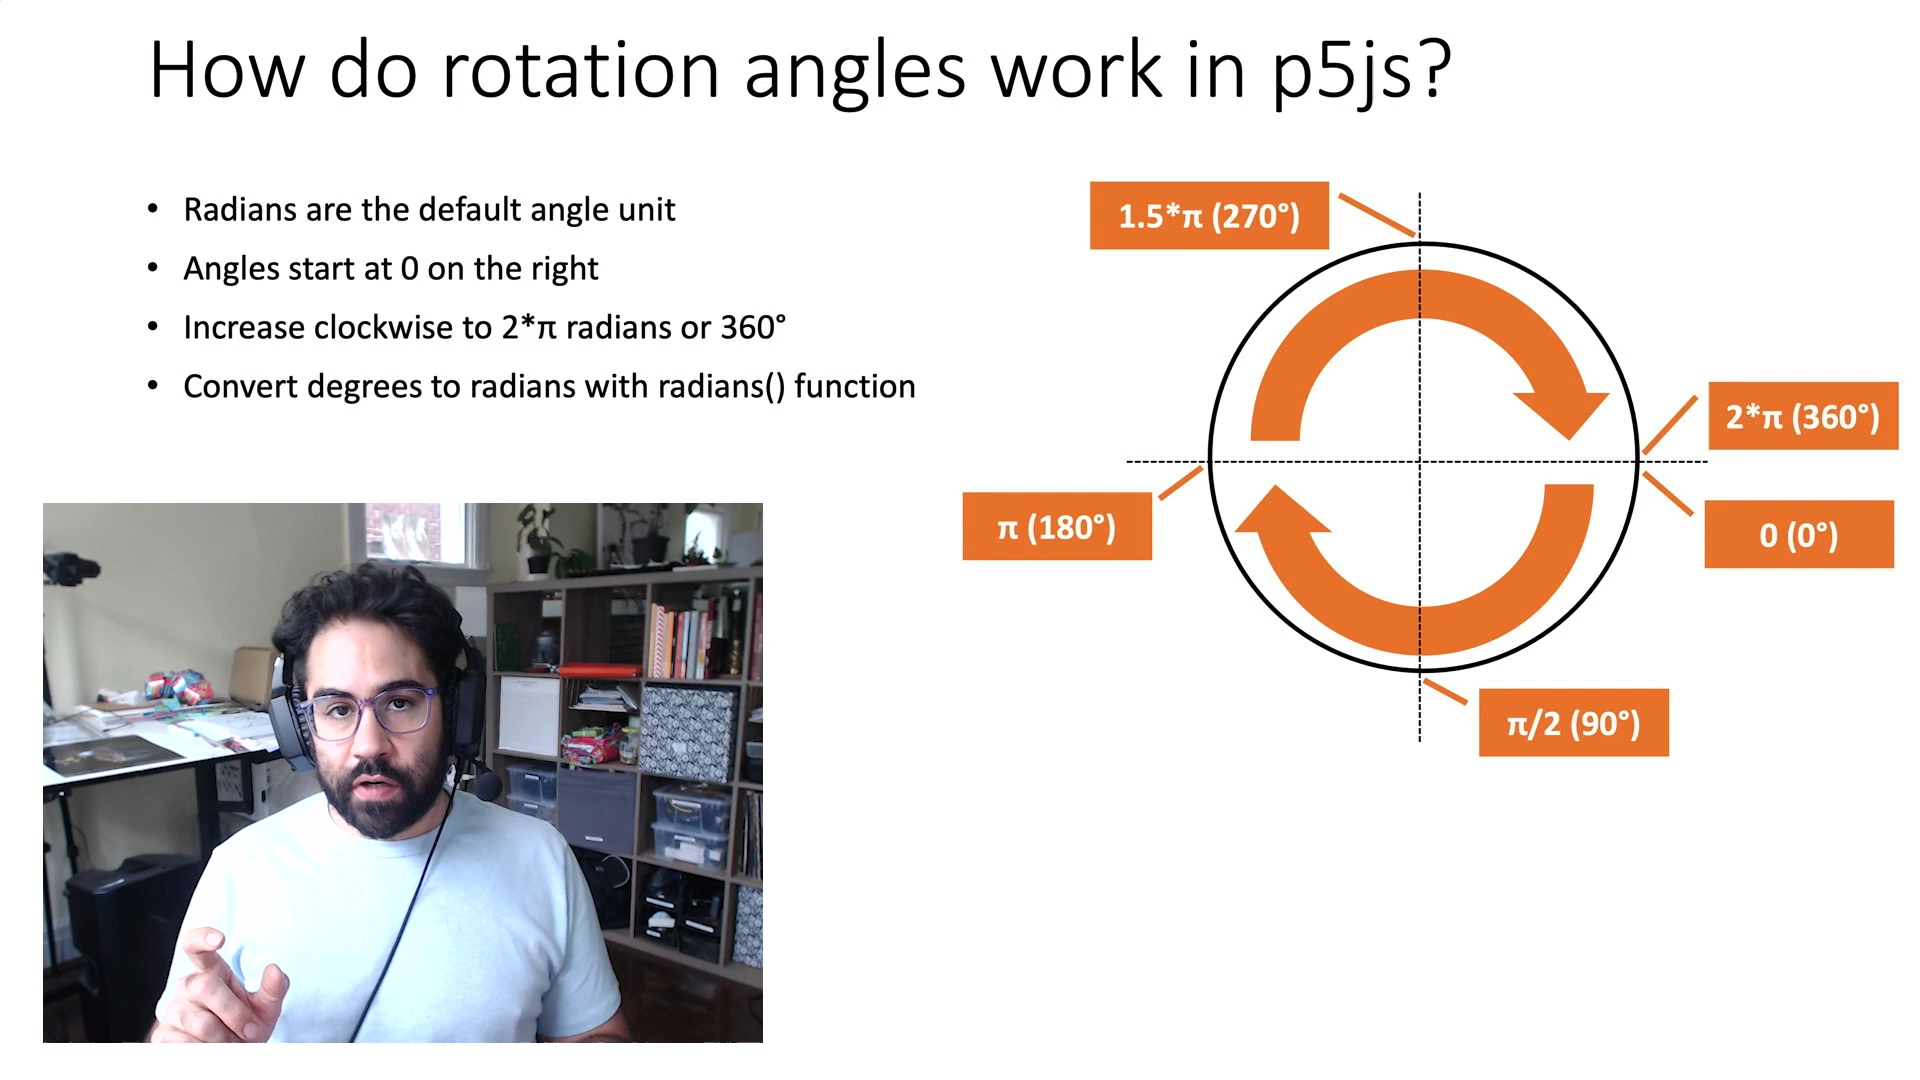 How do rotation angles work in p5js?
• Radians are the default angle unit
• Angles start at 0 on the right
• Increase clockwise to 2*π radians or 360°
• Convert degrees to radians with radians() function
1.5*π (270°)
2*π (360°)
π (180°)
0 (0°)
π/2 (90°)